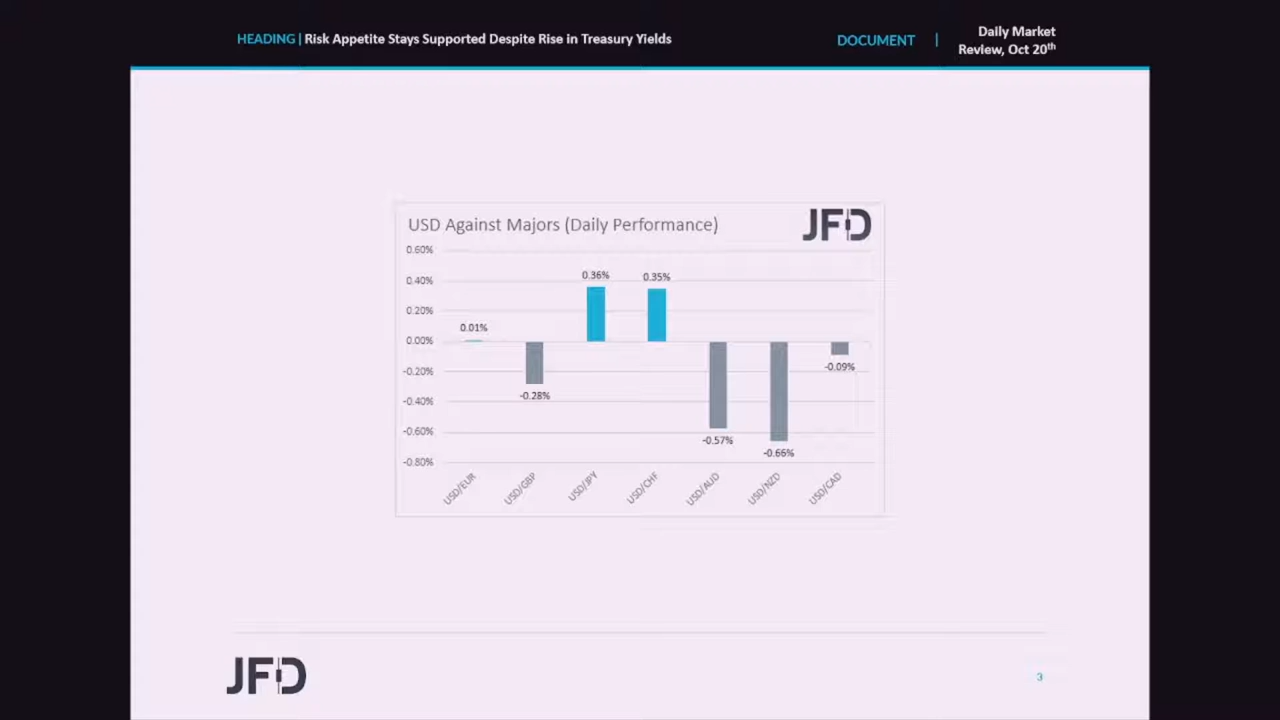 HEADING | Risk Appetite Stays Supported Despite Rise in Treasury Yields
DOCUMENT |
Daily Market
Review, Oct 20th
USD Against Majors (Daily Performance)
JFD
0.60%
0.40%
0.20%
0.00%
-0.20%
-0.40%
-0.60%
-0.80%
0.01%
-0.28%
0.36%
0.35%
-0.57%
-0.66%
-0.09%
USD/EUR
USD/GBP
USD/JPY
USD/CHF
USD/AUD
USD/NZD
USD/CAD
JFD
3